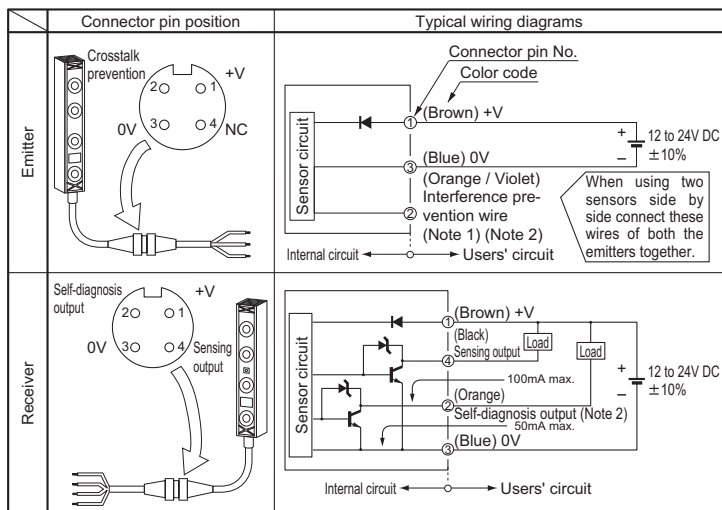 Connector pin position
Typical wiring diagrams
Emitter
Crosstalk
prevention
+V
2
1
3
4
0V
NC
Connector pin No.
Color code
Sensor circuit
1
(Brown) +V
3
(Blue) 0V
(Orange / Violet)
Interference pre-
vention wire
2
(Note 1) (Note 2)
+
−
12 to 24V DC
±10%
When using two
sensors side by
side connect these
wires of both the
emitters together.
Internal circuit
Users' circuit
Receiver
Self-diagnosis
output
+V
2
1
3
4
0V
Sensing
output
Sensor circuit
1
(Brown) +V
(Black)
4
Sensing output
Load
Load
100mA max.
(Orange)
2
Self-diagnosis output (Note 2)
50mA max.
3
(Blue) 0V
+
−
12 to 24V DC
±10%
Internal circuit
Users' circuit